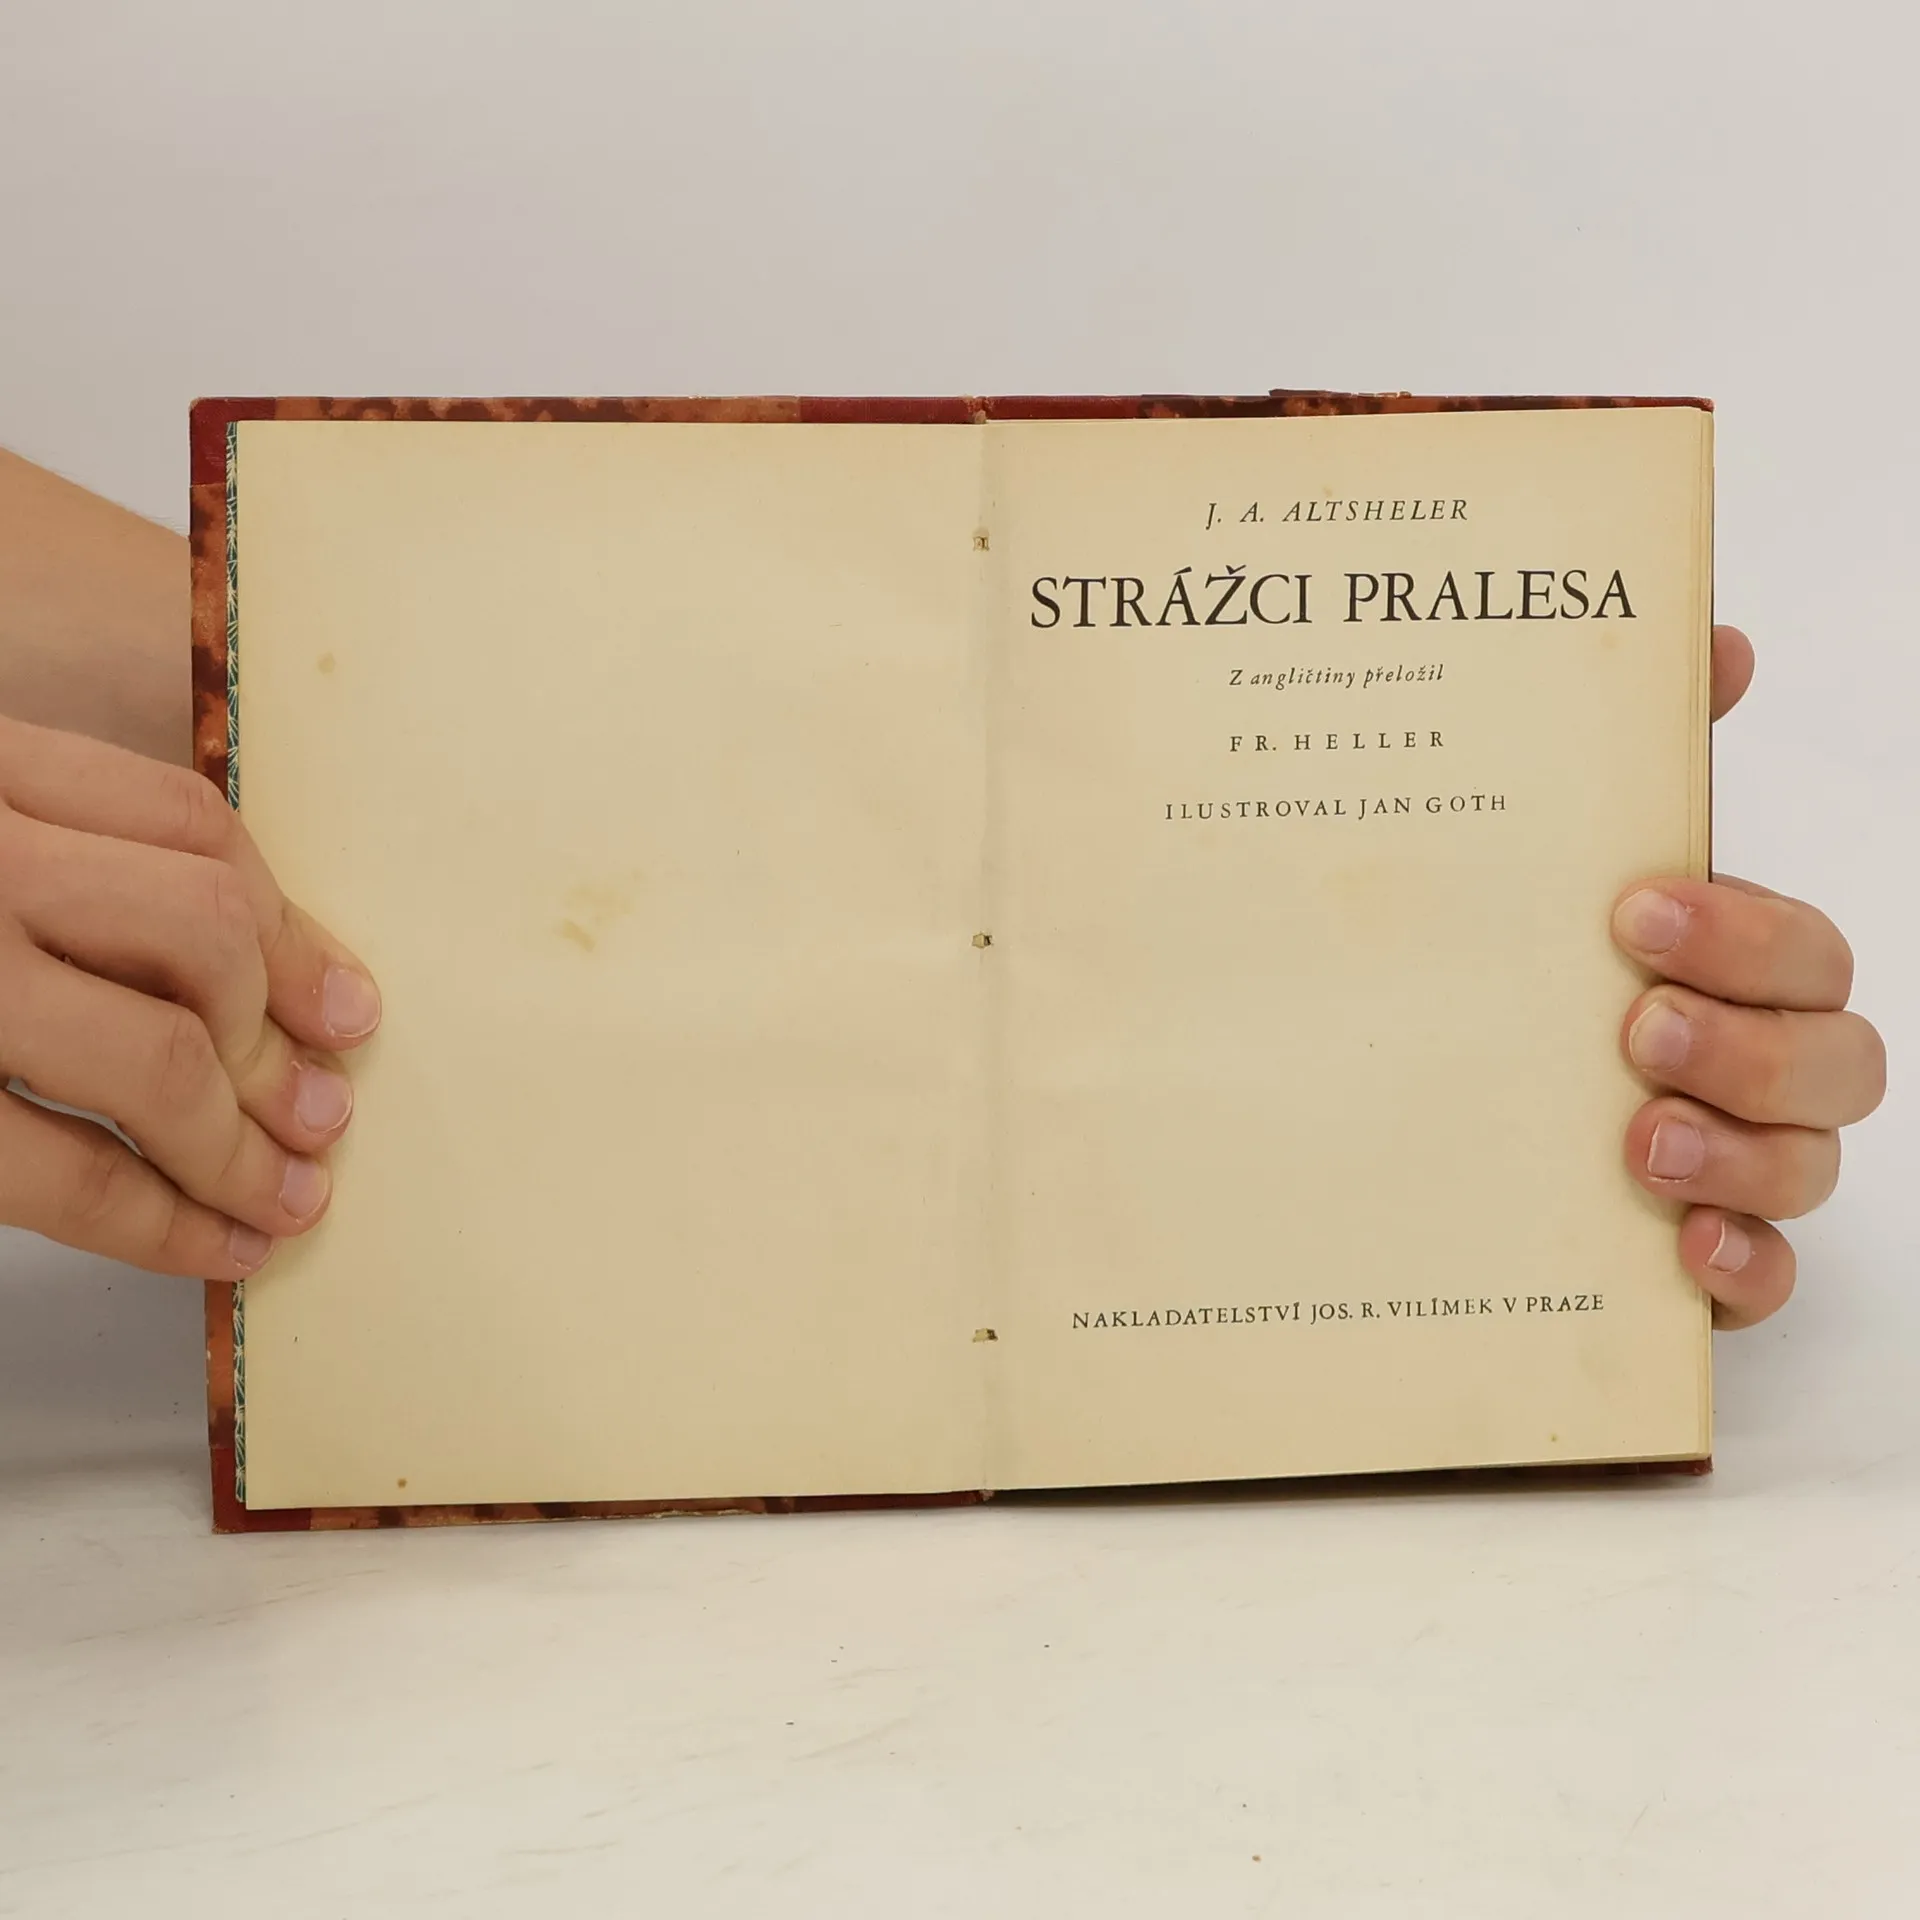 J. A. ALTSHELER
STRÁŽCI PRALESA
Z angličtiny přeložil
FR. HELLER
ILUSTROVAL JAN GOTH
NAKLADATELSTVÍ JOS. R. VILÍMEK V PRAZE